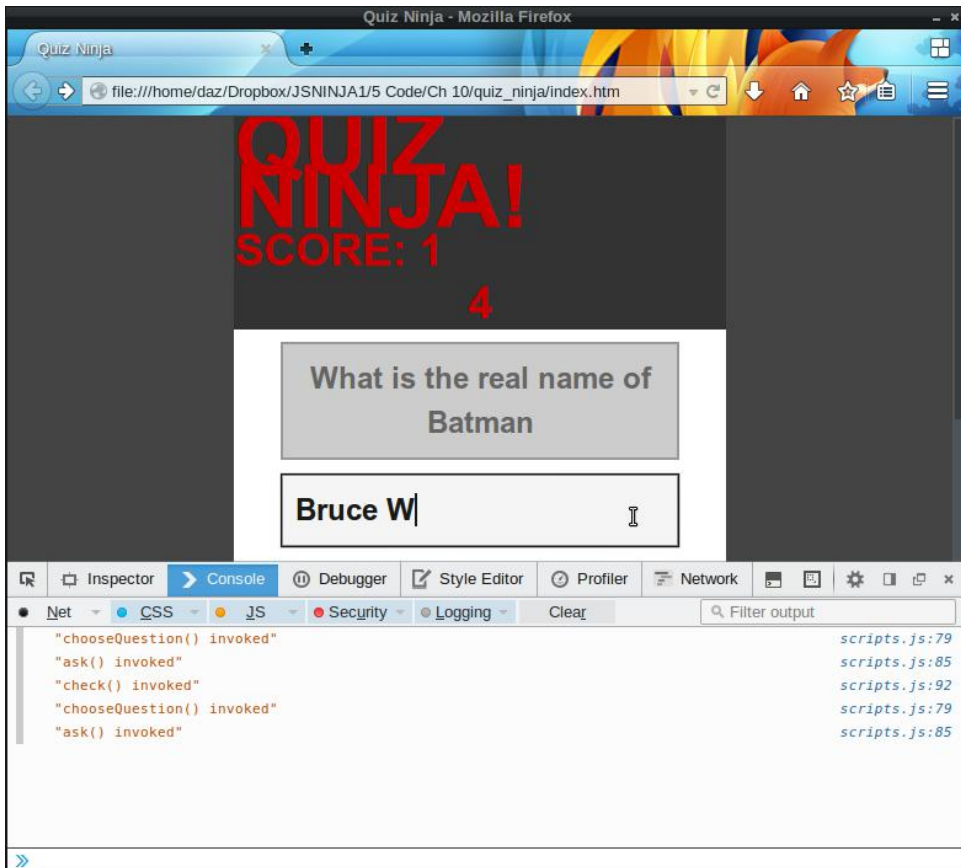 Quiz Ninja - Mozilla Firefox
Quiz Ninja
file:///home/daz/Dropbox/JSNINJA1/5 Code/Ch 10/quiz_ninja/index.htm
QUIZ
NINJA!
SCORE: 1
4
What is the real name of
Batman
Bruce W
Inspector Console Debugger Style Editor Profiler Network
Net CSS JS Security Logging Clear Filter output
"chooseQuestion() invoked" scripts.js:79
"ask() invoked" scripts.js:85
"check() invoked" scripts.js:92
"chooseQuestion() invoked" scripts.js:79
"ask() invoked" scripts.js:85